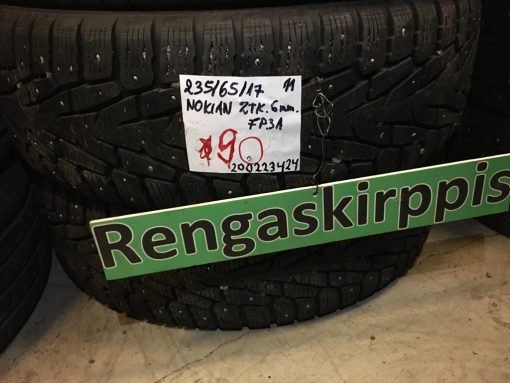 235/65/17 11
NOKIAN 2TK. 6mm.
FP3A
*90
200223424
Rengaskirppis